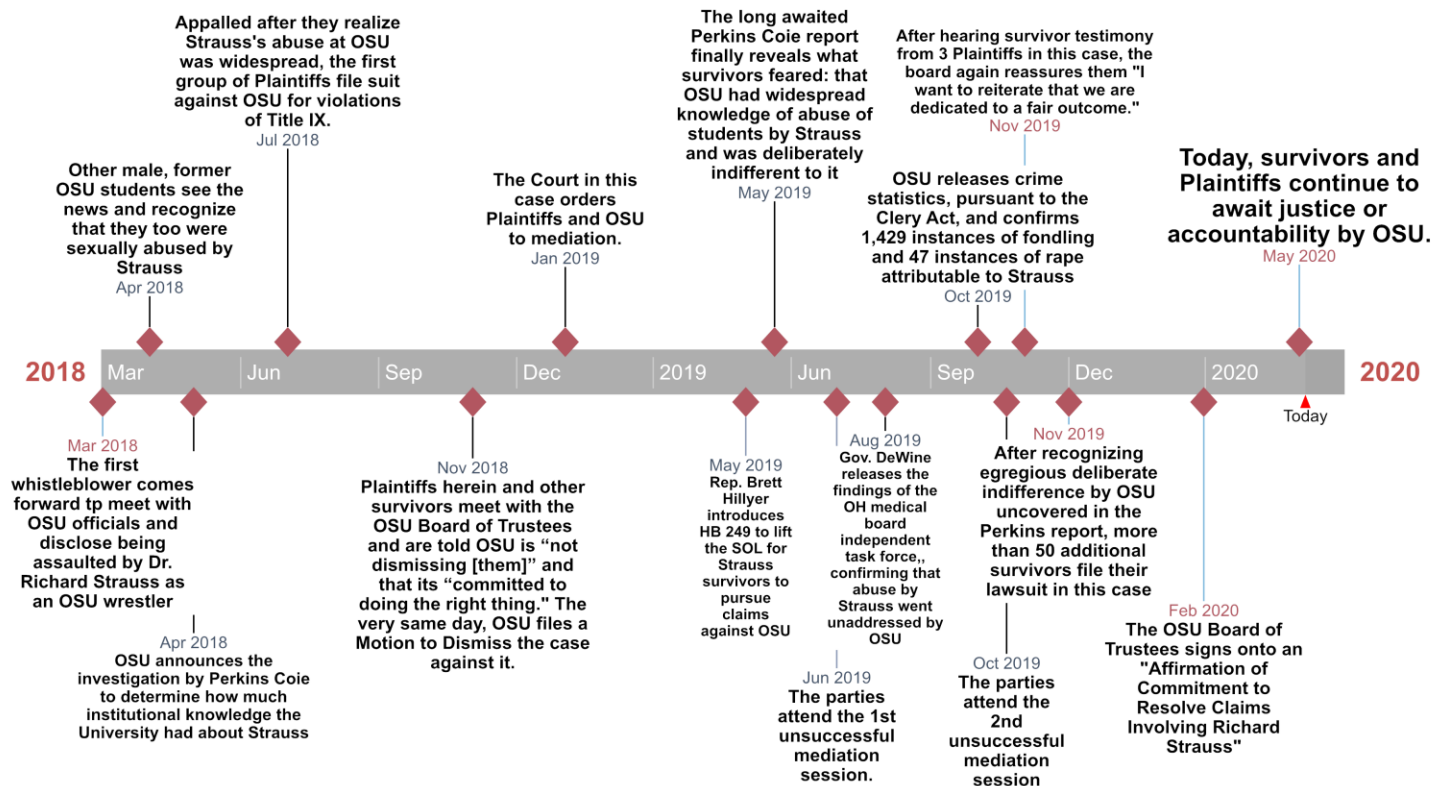 Appalled after they realize
Strauss's abuse at OSU
was widespread, the first
group of Plaintiffs file suit
against OSU for violations
of Title IX.
Jul 2018
Other male, former
OSU students see the
news and recognize
that they too were
sexually abused by
Strauss
Apr 2018
The Court in this
case orders
Plaintiffs and OSU
to mediation.
Jan 2019
The long awaited
Perkins Coie report
finally reveals what
survivors feared: that
OSU had widespread
knowledge of abuse of
students by Strauss
and was deliberately
indifferent to it
May 2019
After hearing survivor testimony
from 3 Plaintiffs in this case, the
board again reassures them "I
want to reiterate that we are
dedicated to a fair outcome."
Nov 2019
OSU releases crime
statistics, pursuant to the
Clery Act, and confirms
1,429 instances of fondling
and 47 instances of rape
attributable to Strauss
Oct 2019
Today, survivors and
Plaintiffs continue to
await justice or
accountability by OSU.
May 2020
2018 Mar Jun Sep Dec 2019 Jun Sep Dec 2020 2020
Today
Mar 2018
The first
whistleblower comes
forward tp meet with
OSU officials and
disclose being
assaulted by Dr.
Richard Strauss as
an OSU wrestler
Apr 2018
OSU announces the
investigation by Perkins Coie
to determine how much
institutional knowledge the
University had about Strauss
Nov 2018
Plaintiffs herein and other
survivors meet with the
OSU Board of Trustees
and are told OSU is “not
dismissing [them]” and
that its “committed to
doing the right thing." The
very same day, OSU files a
Motion to Dismiss the case
against it.
May 2019
Rep. Brett
Hillyer
introduces
HB 249 to lift
the SOL for
Strauss
survivors to
pursue
claims
against OSU
Jun 2019
The parties
attend the 1st
unsuccessful
mediation
session.
Aug 2019
Gov. DeWine
releases the
findings of the
OH medical
board
independent
task force,,
confirming that
abuse by
Strauss went
unaddressed by
OSU
Oct 2019
The parties
attend the
2nd
unsuccessful
mediation
session
Nov 2019
After recognizing
egregious deliberate
indifference by OSU
uncovered in the
Perkins report, more
than 50 additional
survivors file their
lawsuit in this case
Feb 2020
The OSU Board of
Trustees signs onto an
"Affirmation of
Commitment to
Resolve Claims
Involving Richard
Strauss"